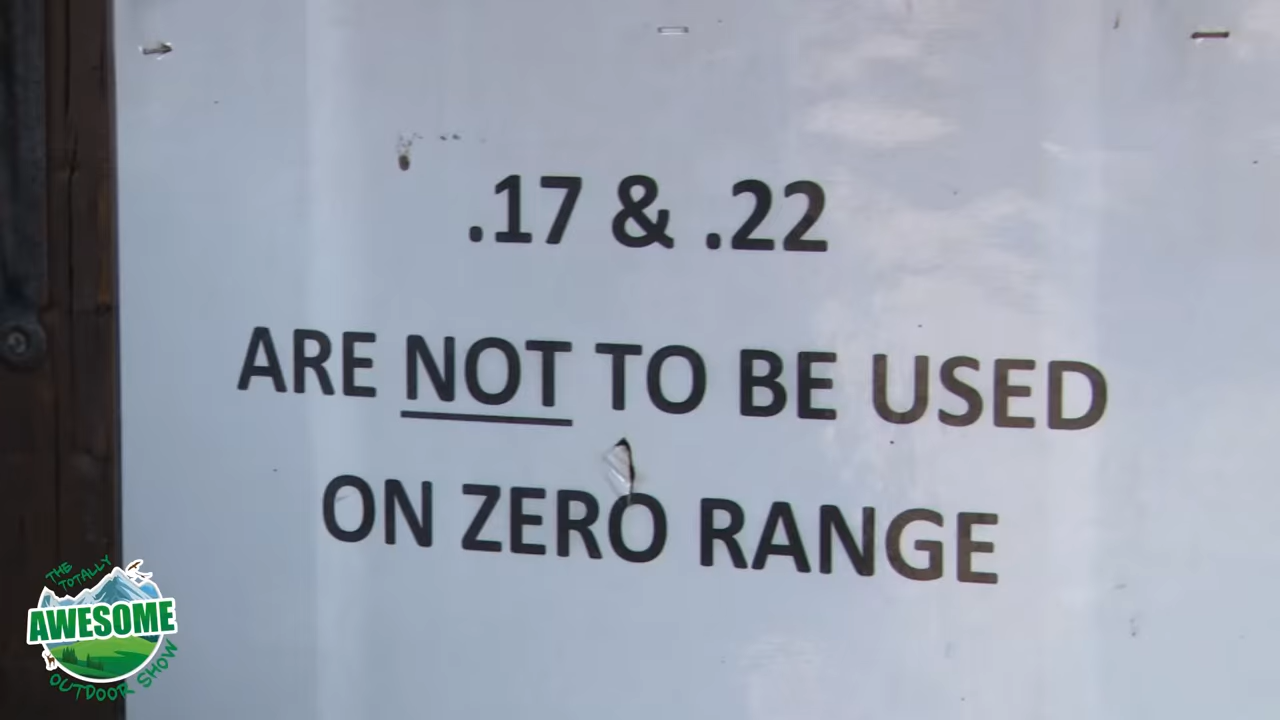 .17 & .22
ARE NOT TO BE USED
ON ZERO RANGE
THE
TOTALLY
AWESOME
OUTDOOR SHOW